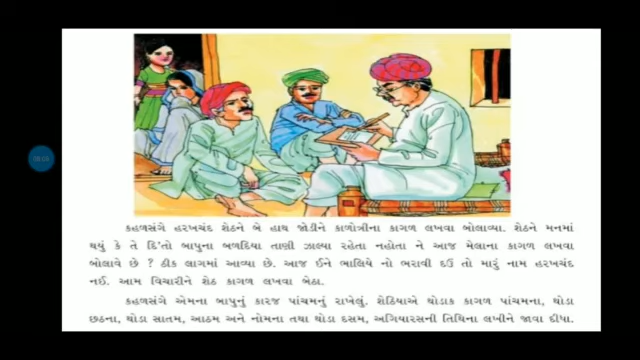 કહળસંગે હરખચંદ શેઠને બે હાથ જોડીને કાળોત્રીના કાગળ લખવા બોલાવ્યા. શેઠને મનમાં
થયું કે તે દિ'તો બાપુના બળદિયા તાણી ઝાલ્યા રહેતા નહોતા ને આજ મેલાના કાગળ લખવા
બોલાવે છે ? ઠીક લાગમાં આવ્યા છે. આજ ઈને ભાલિયે નો ભરાવી દઉં તો મારું નામ હરખચંદ
નઈ. આમ વિચારીને શેઠ કાગળ લખવા બેઠા.
કહળસંગે એમના બાપુનું કારજ પાંચમનું રાખેલું. શેઠિયાએ થોડાક કાગળ પાંચમના, થોડા
છઠના, થોડા સાતમ, આઠમ અને નોમના તથા થોડા દસમ, અગિયારસની તિથિના લખીને જાવા દીધા.